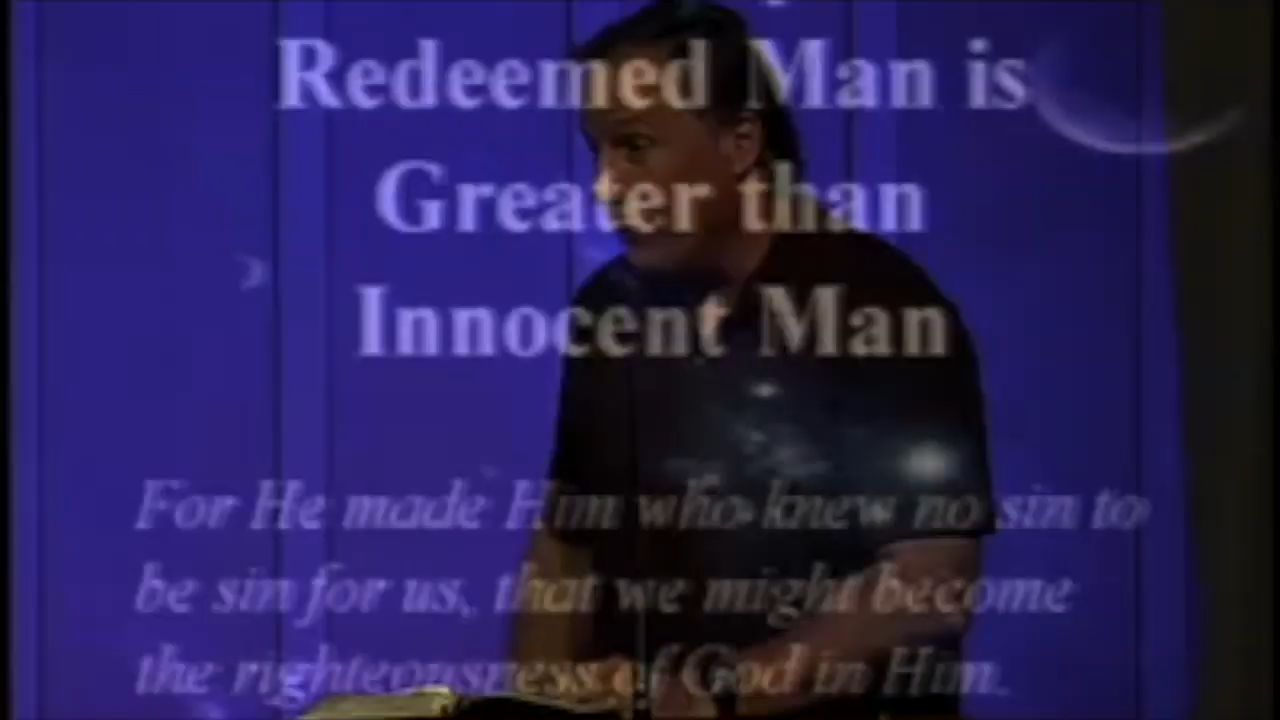 Redeemed Man is
Greater than
Innocent Man
For He made Him who knew no sin to
be sin for us, that we might become
the righteousness of God in Him.